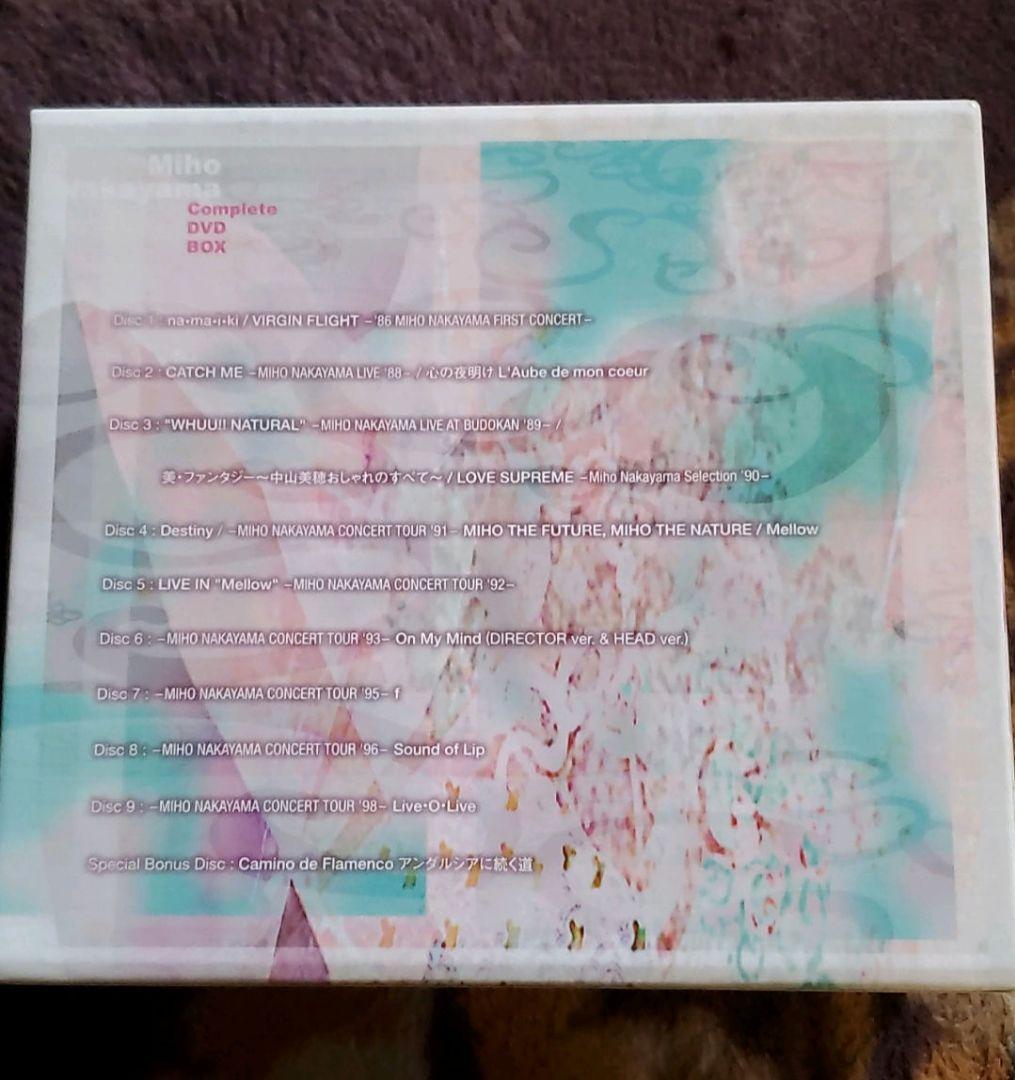 Miho
Nakayama
Complete
DVD
BOX
Disc 1 : na•ma•i•ki / VIRGIN FLIGHT −'86 MIHO NAKAYAMA FIRST CONCERT−
Disc 2 : CATCH ME −MIHO NAKAYAMA LIVE '88− / 心の夜明け L'Aube de mon coeur
Disc 3 : "WHUU!! NATURAL" −MIHO NAKAYAMA LIVE AT BUDOKAN '89− /
美・ファンタジー〜中山美穂おしゃれのすべて〜 / LOVE SUPREME −Miho Nakayama Selection '90−
Disc 4 : Destiny / −MIHO NAKAYAMA CONCERT TOUR '91− MIHO THE FUTURE, MIHO THE NATURE / Mellow
Disc 5 : LIVE IN "Mellow" −MIHO NAKAYAMA CONCERT TOUR '92−
Disc 6 : −MIHO NAKAYAMA CONCERT TOUR '93− On My Mind (DIRECTOR ver. & HEAD ver.)
Disc 7 : −MIHO NAKAYAMA CONCERT TOUR '95− f
Disc 8 : −MIHO NAKAYAMA CONCERT TOUR '96− Sound of Lip
Disc 9 : −MIHO NAKAYAMA CONCERT TOUR '98− Live•O•Live
Special Bonus Disc : Camino de Flamenco アンダルシアに続く道